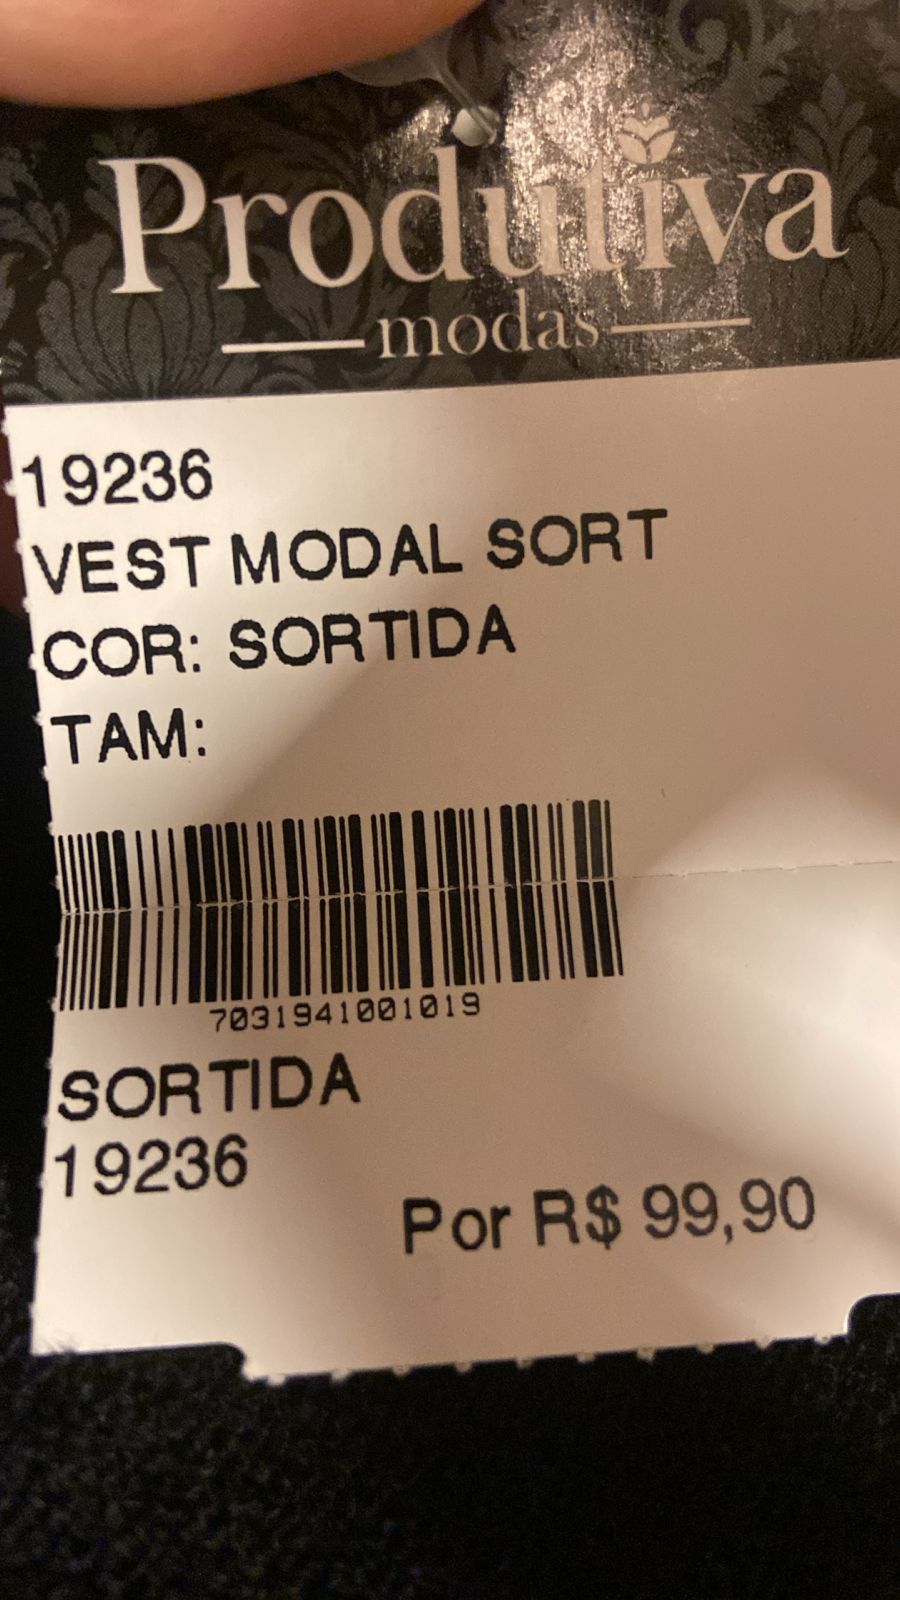 Produtiva
modas
19236
VEST MODAL SORT
COR: SORTIDA
TAM:
7031941001019
SORTIDA
19236
Por R$ 99,90